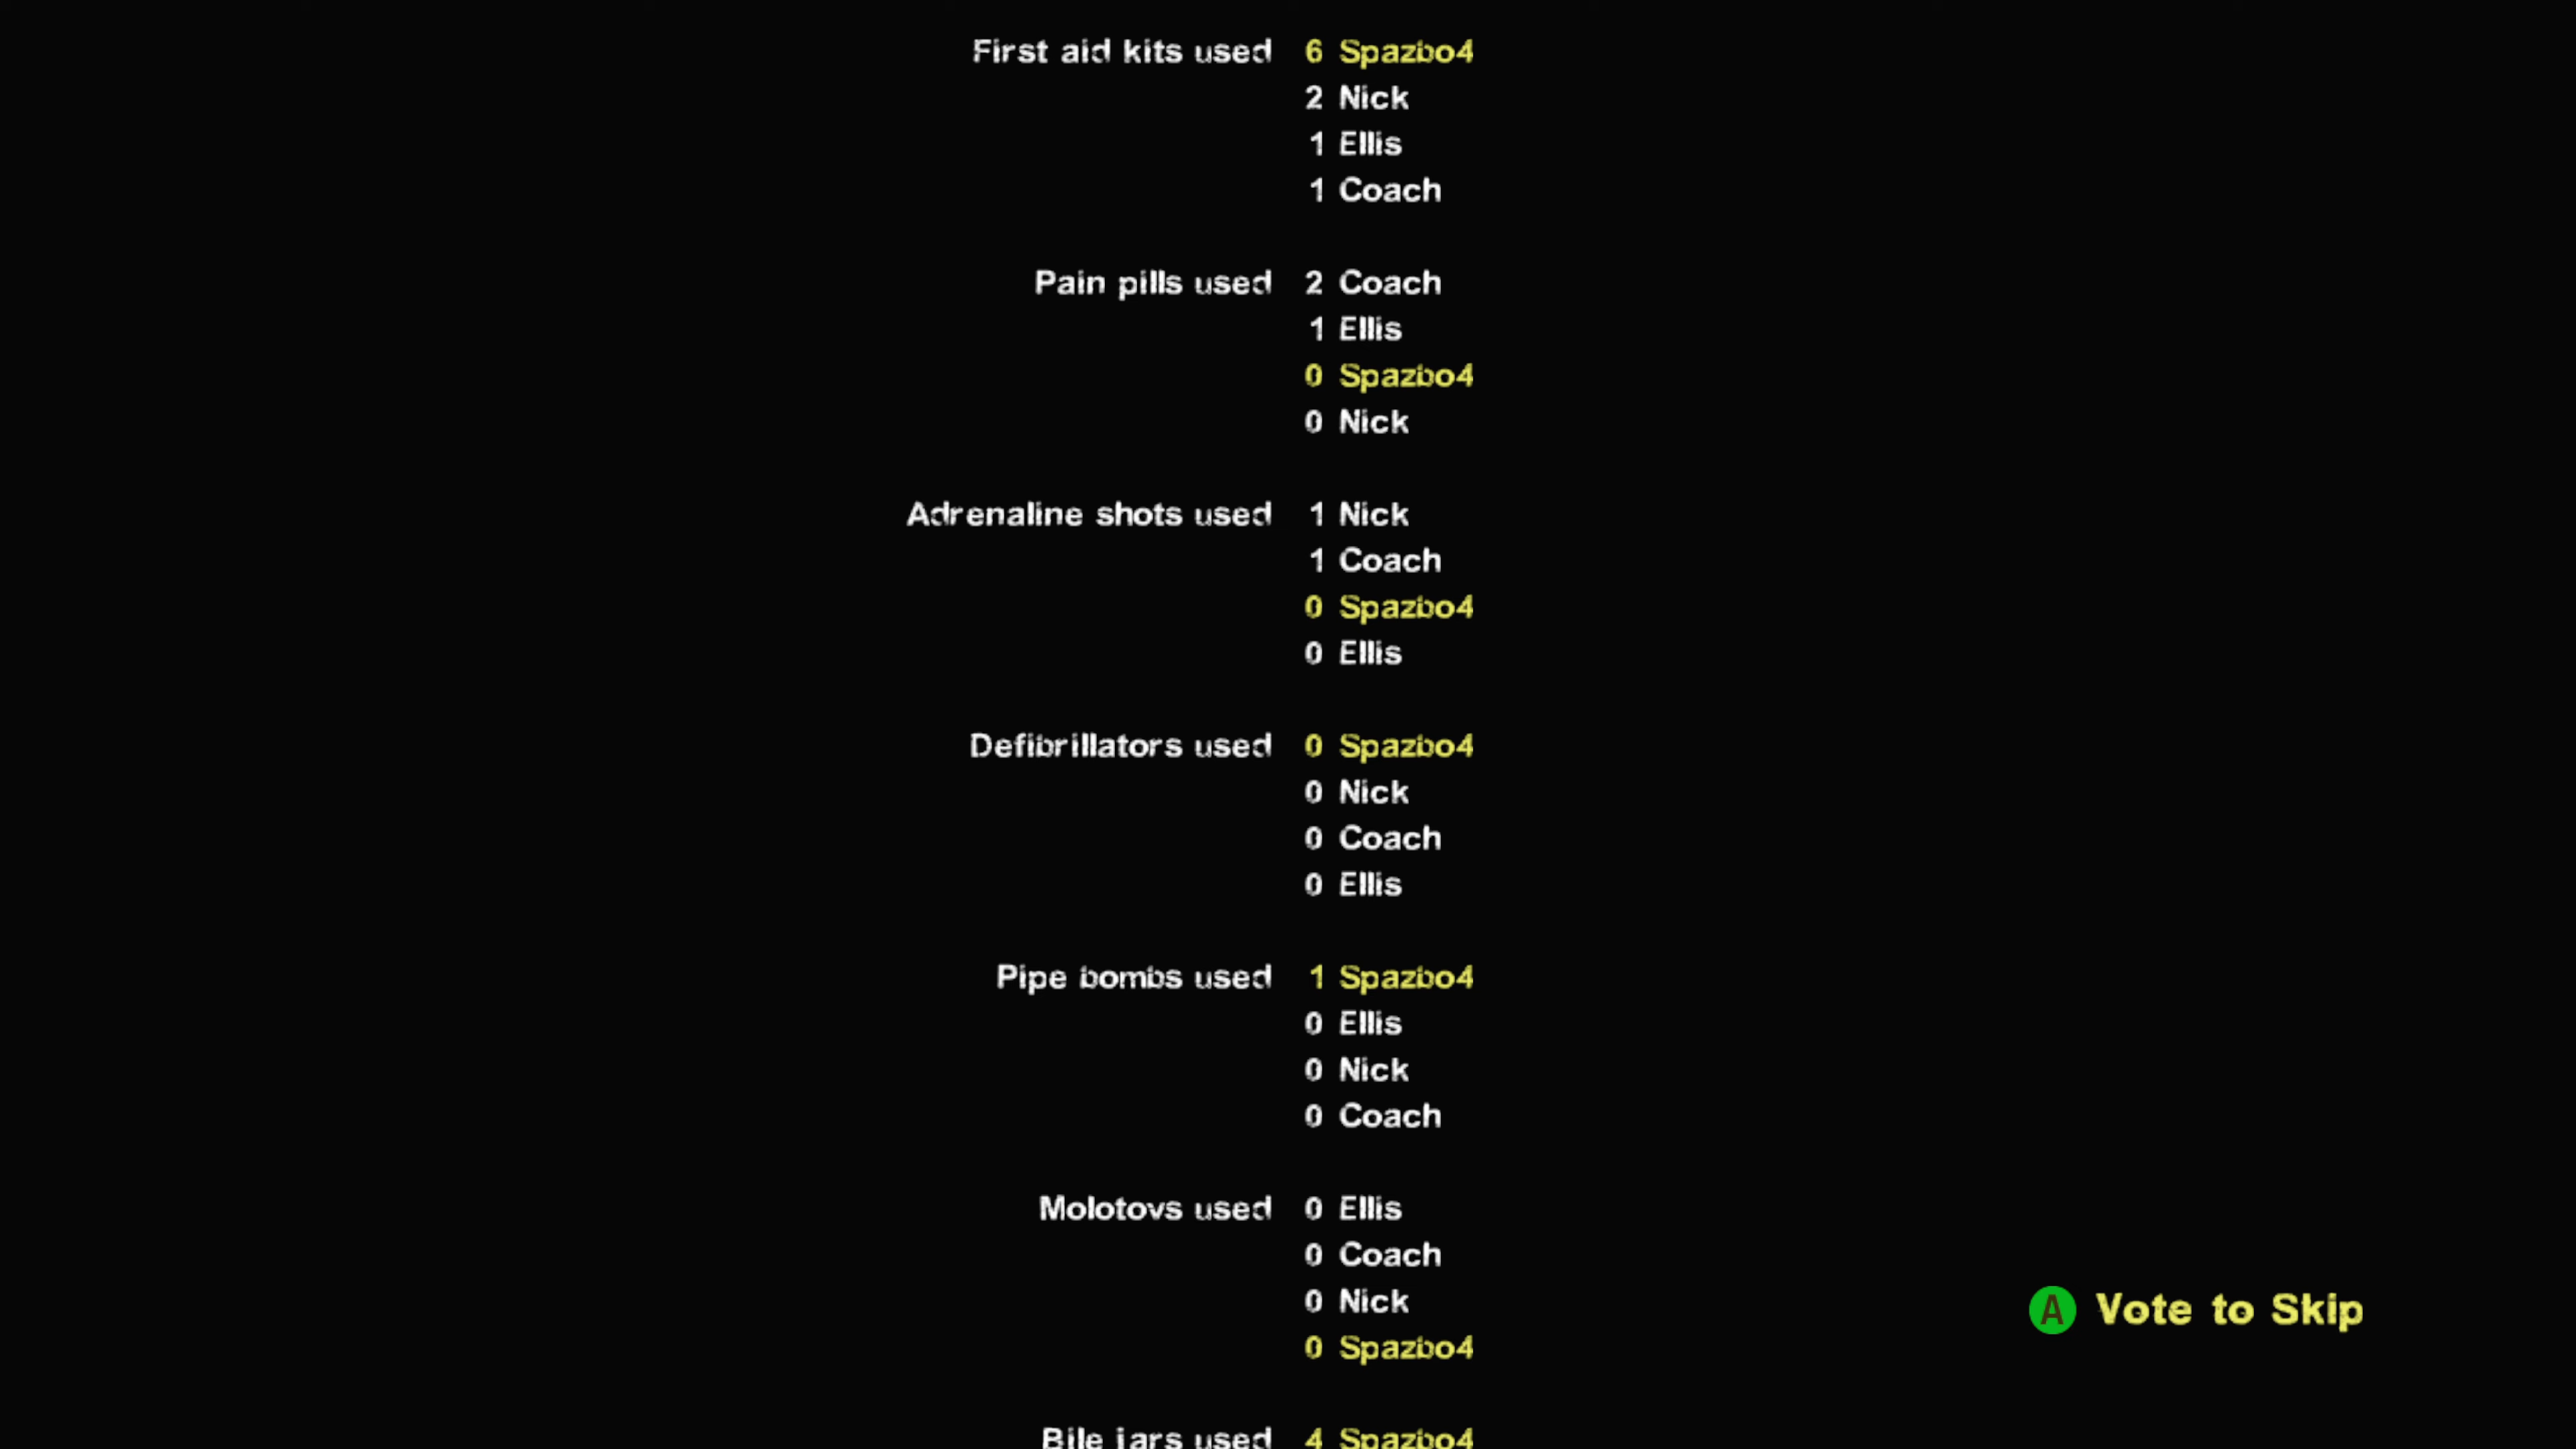 First aid kits used 6 Spazbo4
2 Nick
1 Ellis
1 Coach
Pain pills used 2 Coach
1 Ellis
0 Spazbo4
0 Nick
Adrenaline shots used 1 Nick
1 Coach
0 Spazbo4
0 Ellis
Defibrillators used 0 Spazbo4
0 Nick
0 Coach
0 Ellis
Pipe bombs used 1 Spazbo4
0 Ellis
0 Nick
0 Coach
Molotovs used 0 Ellis
0 Coach
0 Nick
0 Spazbo4
A Vote to Skip
Bile jars used 4 Spazbo4